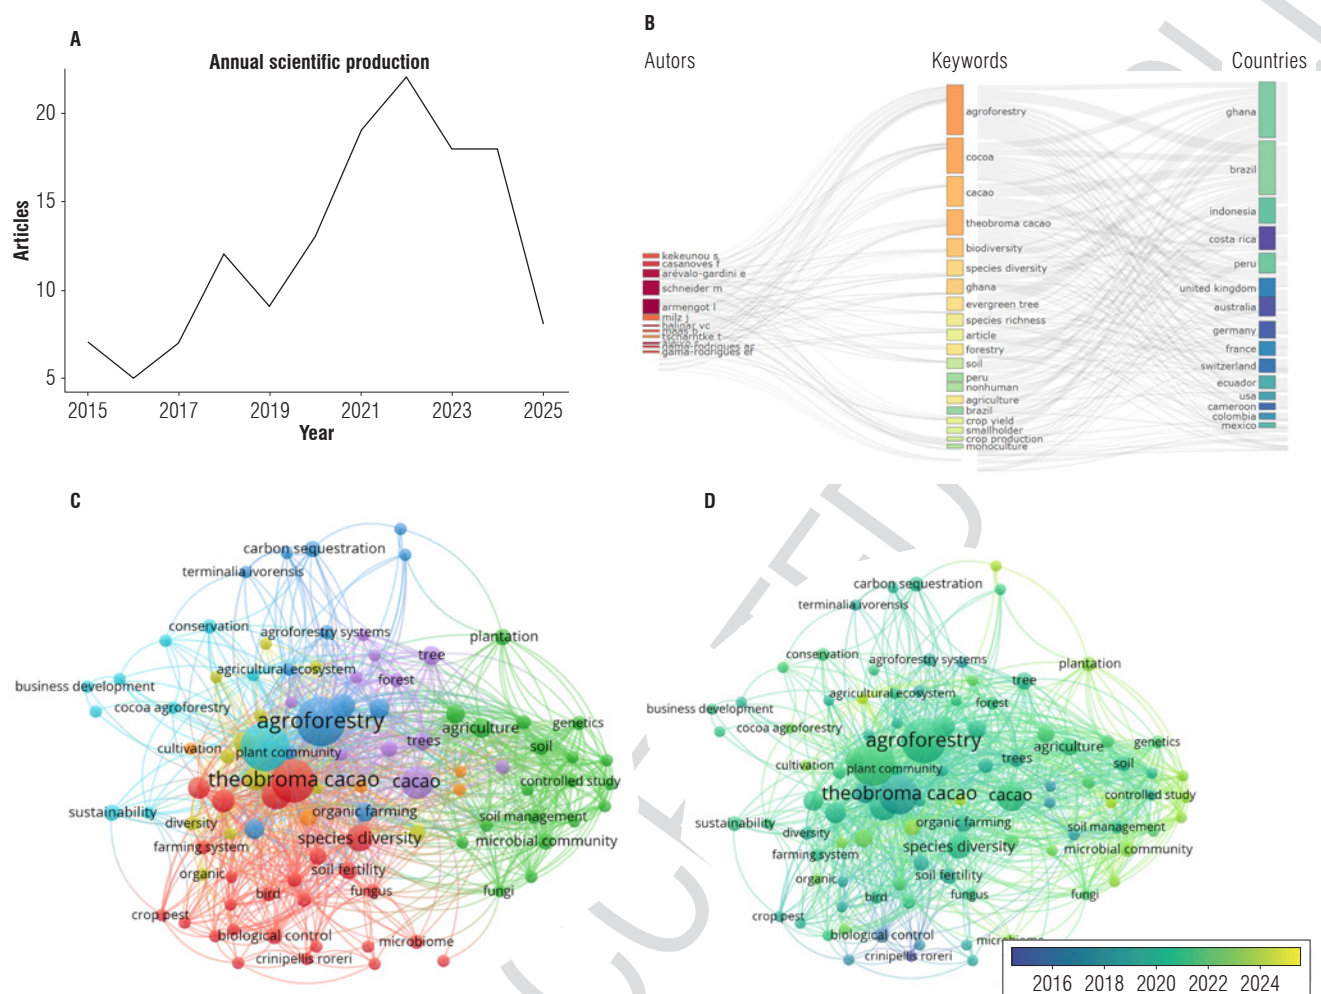 A
Annual scientific production
20
15
10
5
Articles
2015
2017
2019
2021
2023
2025
Year
B
Autors
Keywords
Countries
kekeunou s
casanoves f
arévalo-gardini e
schneider m
armengot l
milz j
tscharntke t
gama-rodrigues ac
gama-rodrigues ef
agroforestry
cocoa
cacao
theobroma cacao
biodiversity
species diversity
ghana
evergreen tree
species richness
article
forestry
soil
peru
nonhuman
agriculture
brazil
crop yield
smallholder
crop production
monoculture
ghana
brazil
indonesia
costa rica
peru
united kingdom
australia
germany
france
switzerland
ecuador
usa
cameroon
colombia
mexico
C
carbon sequestration
terminalia ivorensis
conservation
agroforestry systems
plantation
tree
agricultural ecosystem
forest
business development
cocoa agroforestry
agroforestry
agriculture
genetics
trees
soil
cultivation
plant community
theobroma cacao
cacao
controlled study
sustainability
diversity
organic farming
soil management
species diversity
microbial community
farming system
soil fertility
organic
bird
fungus
fungi
crop pest
biological control
microbiome
crinipellis roreri
D
carbon sequestration
terminalia ivorensis
conservation
agroforestry systems
plantation
tree
agricultural ecosystem
forest
business development
cocoa agroforestry
agroforestry
agriculture
genetics
trees
soil
cultivation
plant community
theobroma cacao
cacao
controlled study
sustainability
diversity
organic farming
soil management
species diversity
microbial community
farming system
soil fertility
organic
bird
fungus
fungi
crop pest
biological control
microbiome
crinipellis roreri
2016
2018
2020
2022
2024